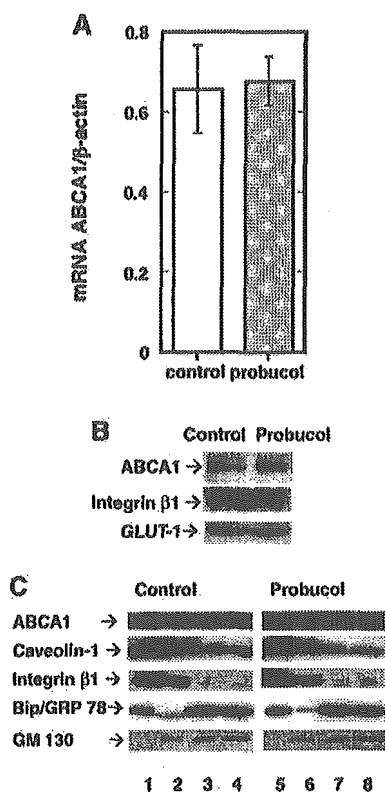 A
mRNA ABCA1/β-actin
0.8
0.6
0.4
0.2
0
control probucol
B
Control Probucol
ABCA1 →
Integrin β1 →
GLUT-1 →
C
Control Probucol
ABCA1 →
Caveolin-1 →
Integrin β1 →
Bip/GRP 78 →
GM 130 →
1 2 3 4 5 6 7 8